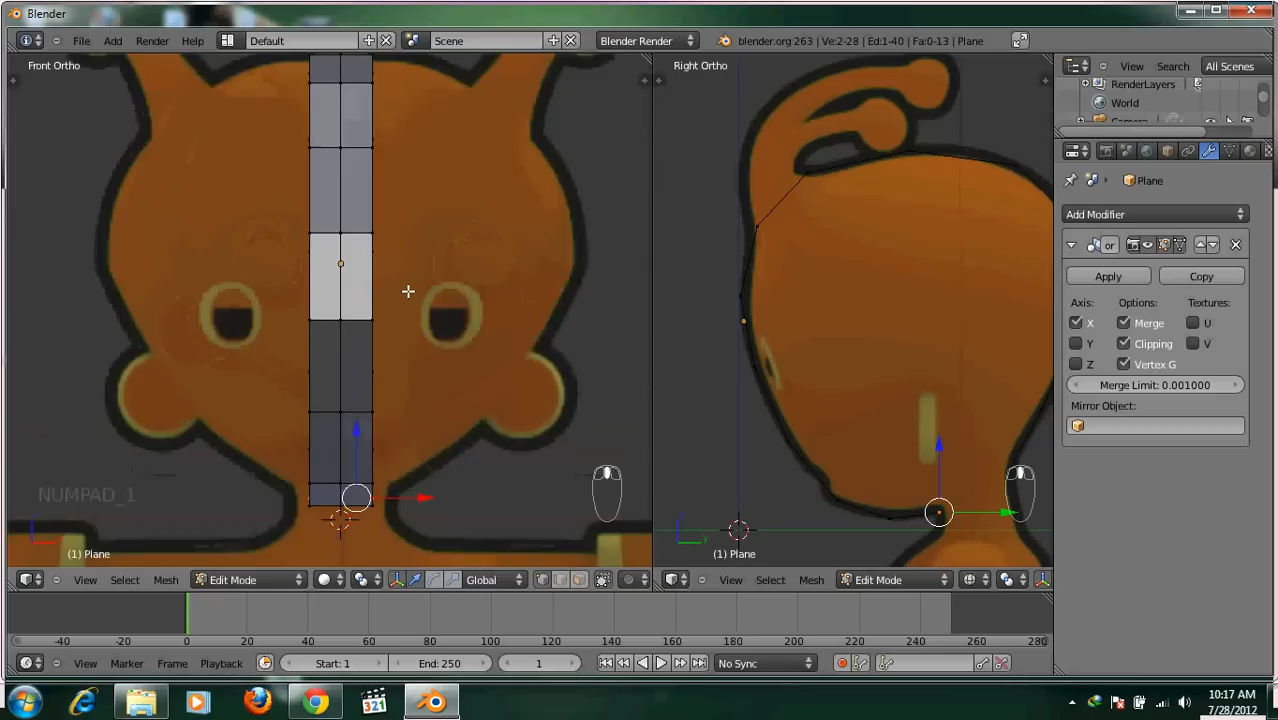 Blender
File Add Render Help Default Scene Blender Render blender.org 263 | Ve:2-28 | Ed:1-40 | Fa:0-13 | Plane
Front Ortho
Right Ortho
View Search All Scenes
RenderLayers
World
Plane
Add Modifier
or
Apply Copy
Axis: Options: Textures:
X Merge U
Y Clipping V
Z Vertex G
Merge Limit: 0.001000
Mirror Object:
NUMPAD_1
(1) Plane
(1) Plane
View Select Mesh Edit Mode Global View Select Mesh Edit Mode
-40 -20 0 20 40 60 80 100 120 140 160 180 200 220 240 260 280
View Marker Frame Playback Start: 1 End: 250 1 No Sync
321
10:17 AM
7/28/2012